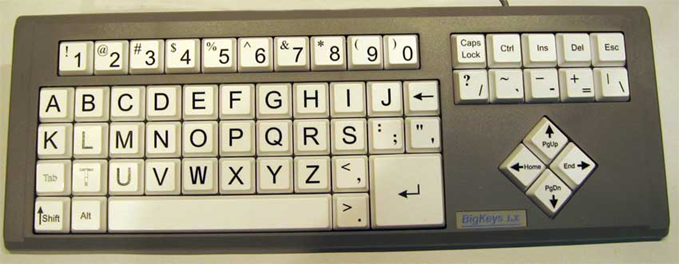 ! 1 @ 2 # 3 $ 4 % 5 ^ 6 & 7 * 8 ( 9 ) 0
Caps Lock Ctrl Ins Del Esc
? / ~ ` _ - + = | \
A B C D E F G H I J ←
K L M N O P Q R S : ; " ,
Tab U V W X Y Z < ,
↑ Shift Alt > . ↵
↑ PgUp
← Home End →
PgDn ↓
BigKeys LX